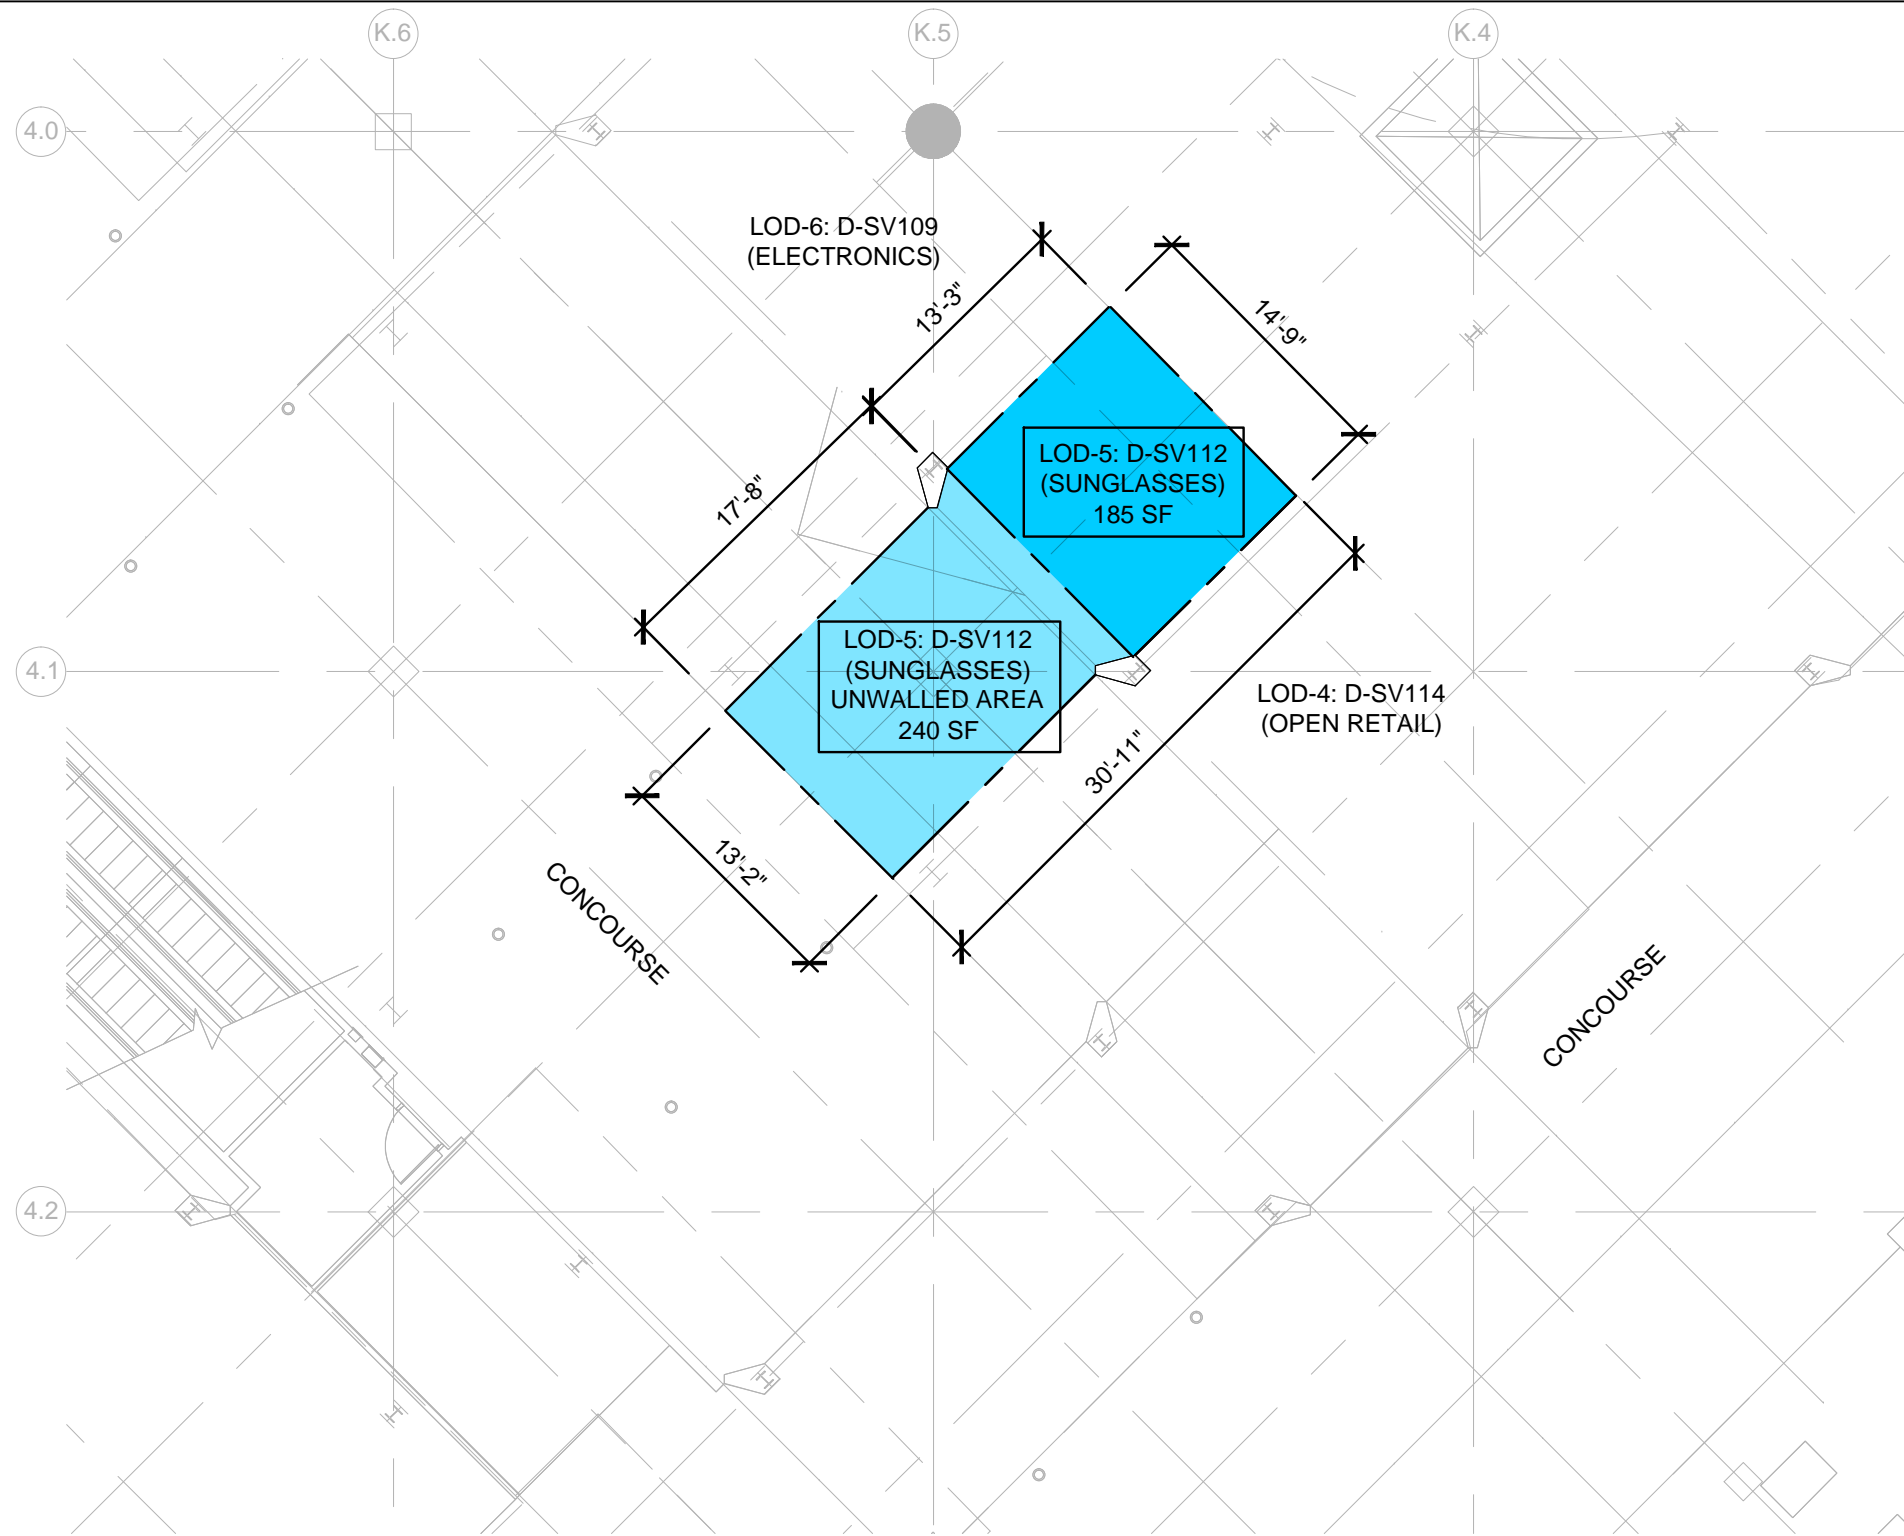 K.6
K.5
K.4
4.0
LOD-6: D-SV109
(ELECTRONICS)
13'-3"
14'-9"
LOD-5: D-SV112
(SUNGLASSES)
185 SF
17'-8"
4.1
LOD-5: D-SV112
(SUNGLASSES)
UNWALLED AREA
240 SF
LOD-4: D-SV114
(OPEN RETAIL)
30'-11"
13'-2"
CONCOURSE
CONCOURSE
4.2